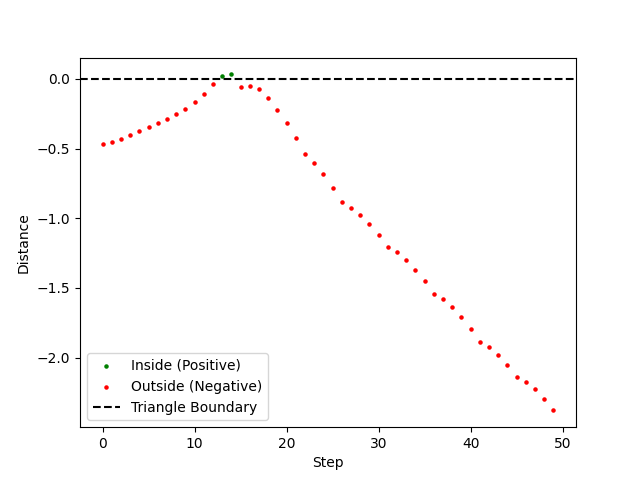 0.0
−0.5
−1.0
−1.5
−2.0
Distance
Inside (Positive)
Outside (Negative)
Triangle Boundary
0 10 20 30 40 50
Step